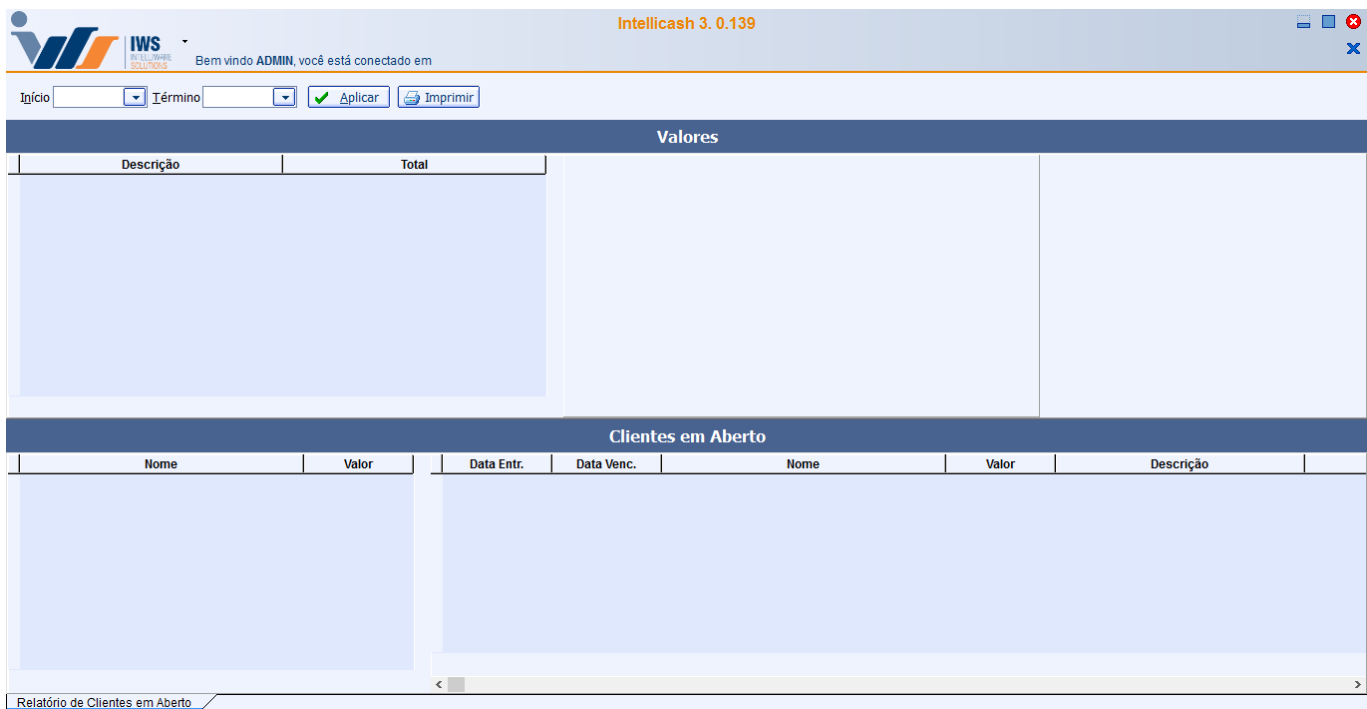 Intellicash 3. 0.139
IWS
INTELLIWARE
SOLUTIONS
Bem vindo ADMIN, você está conectado em
Início Término Aplicar Imprimir
Valores
Descrição Total
Clientes em Aberto
Nome Valor Data Entr. Data Venc. Nome Valor Descrição
Relatório de Clientes em Aberto